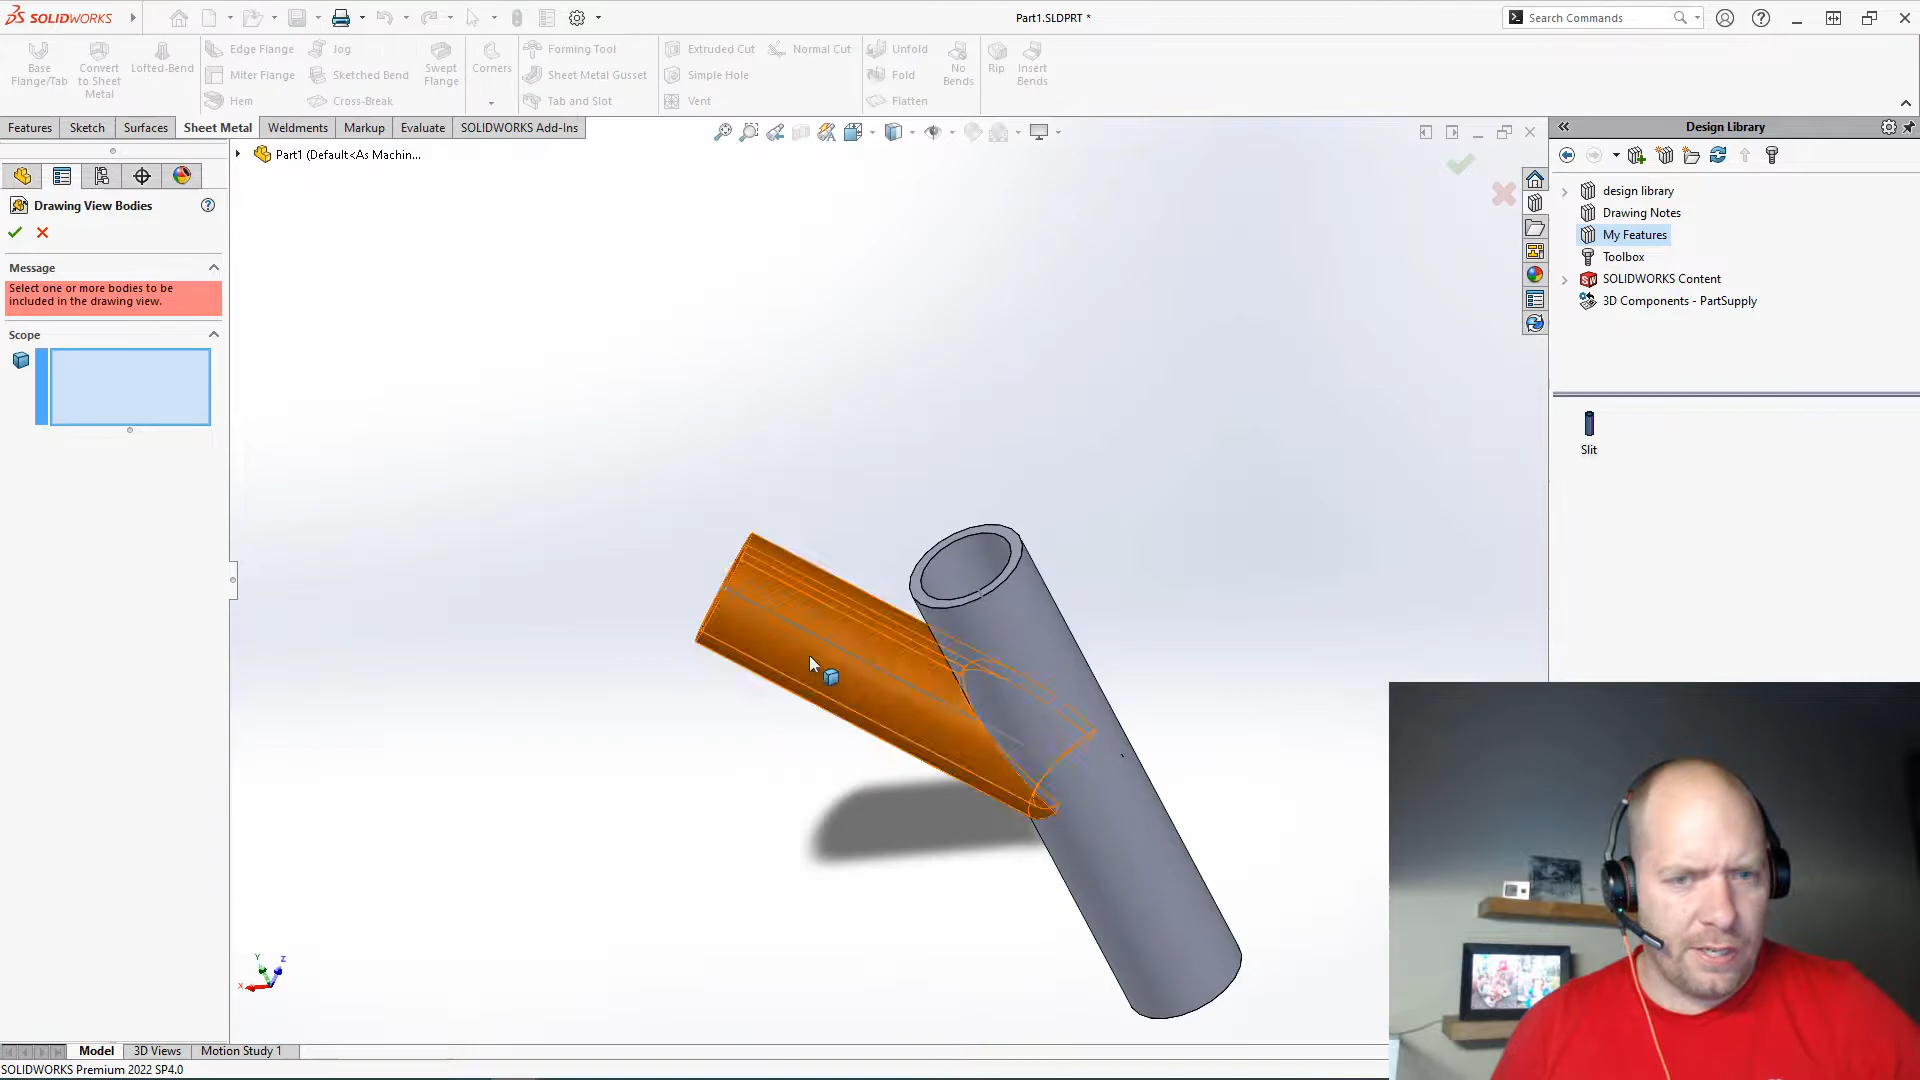 SOLIDWORKS
Part1.SLDPRT *
Search Commands
Base Flange/Tab
Convert to Sheet Metal
Lofted-Bend
Edge Flange
Miter Flange
Hem
Jog
Sketched Bend
Cross-Break
Swept Flange
Corners
Forming Tool
Sheet Metal Gusset
Tab and Slot
Extruded Cut
Simple Hole
Vent
Normal Cut
Unfold
Fold
Flatten
No Bends
Rip
Insert Bends
Features
Sketch
Surfaces
Sheet Metal
Weldments
Markup
Evaluate
SOLIDWORKS Add-Ins
Design Library
Part1 (Default<As Machin...
Drawing View Bodies
Message
Select one or more bodies to be
included in the drawing view.
Scope
design library
Drawing Notes
My Features
Toolbox
SOLIDWORKS Content
3D Components - PartSupply
Slit
Y
Z
X
Model
3D Views
Motion Study 1
SOLIDWORKS Premium 2022 SP4.0